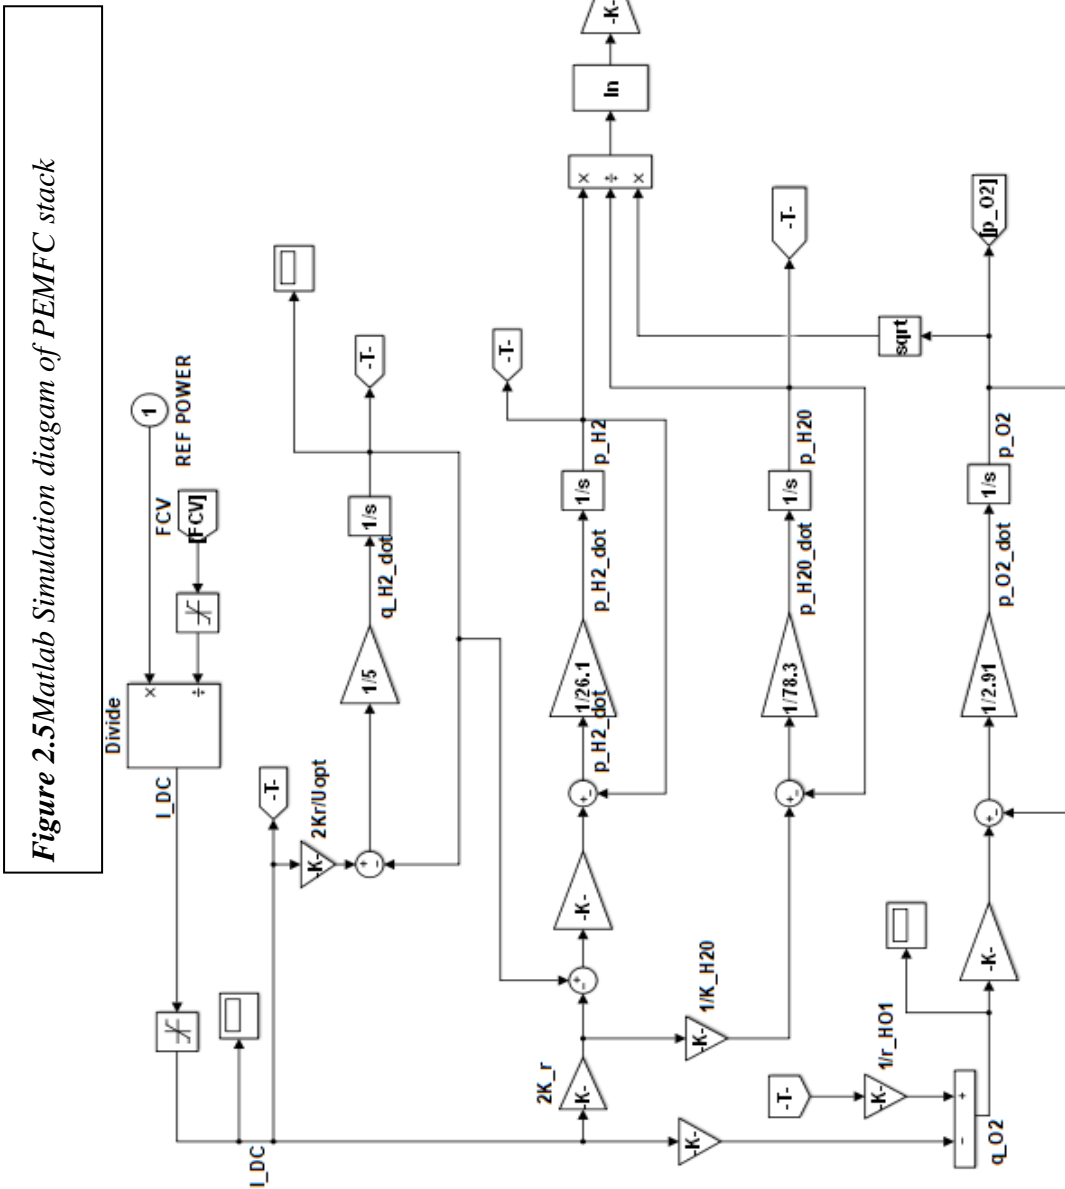 Figure 2.5Matlab Simulation diagam of PEMFC stack
1
REF POWER
FCV
[FCV]
×
÷
Divide
I_DC
-T-
-K-
2Kr/Uopt
+
-
1/5
q_H2_dot
1/s
-T-
I_DC
2K_r
-K-
+
-
-K-
+
-
p_H2_dot
1/26.1
p_H2_dot
1/s
p_H2
-T-
×
÷
×
ln
-K-
-K-
1/K_H20
+
-
1/78.3
p_H20_dot
1/s
p_H20
-T-
-K-
-T-
-K-
1/r_HO1
-
+
q_O2
-K-
+
-
1/2.91
p_O2_dot
1/s
p_O2
sqrt
[p_O2]